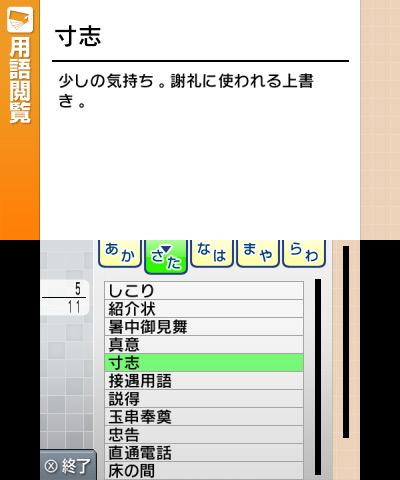 用語閲覧
寸志
少しの気持ち。謝礼に使われる上書
き。
あか
さた
なは
まや
らわ
5
11
しこり
紹介状
暑中御見舞
真意
寸志
接遇用語
説得
玉串奉奠
忠告
直通電話
床の間
Ⓧ終了